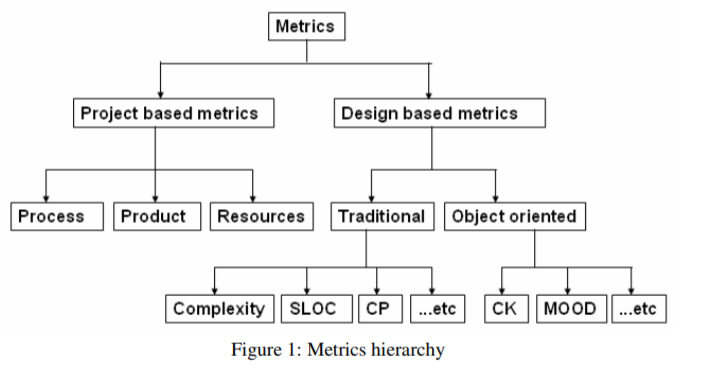 Metrics
Project based metrics
Design based metrics
Process
Product
Resources
Traditional
Object oriented
Complexity
SLOC
CP
...etc
CK
MOOD
...etc
Figure 1: Metrics hierarchy